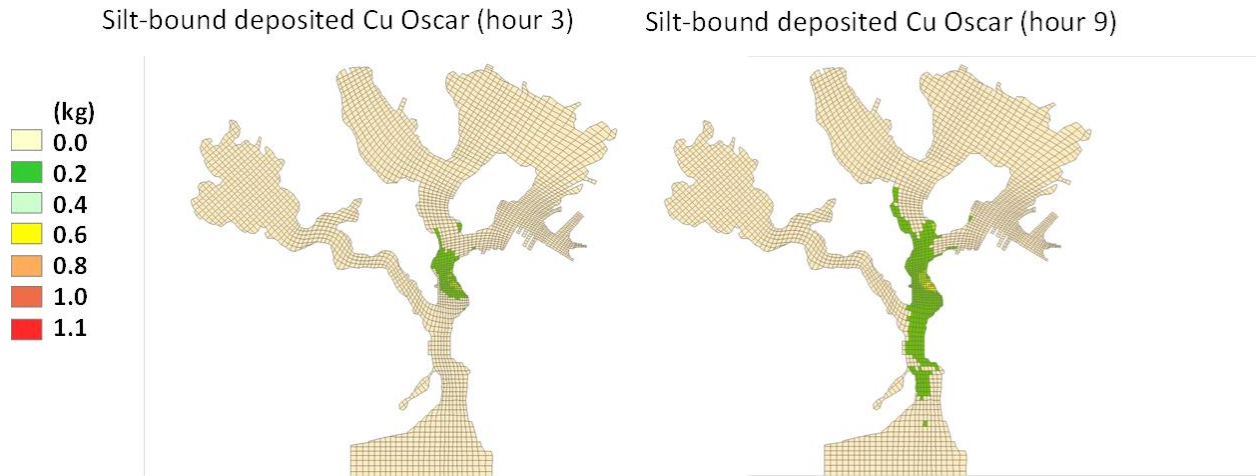 Silt-bound deposited Cu Oscar (hour 3)
Silt-bound deposited Cu Oscar (hour 9)
(kg)
0.0
0.2
0.4
0.6
0.8
1.0
1.1